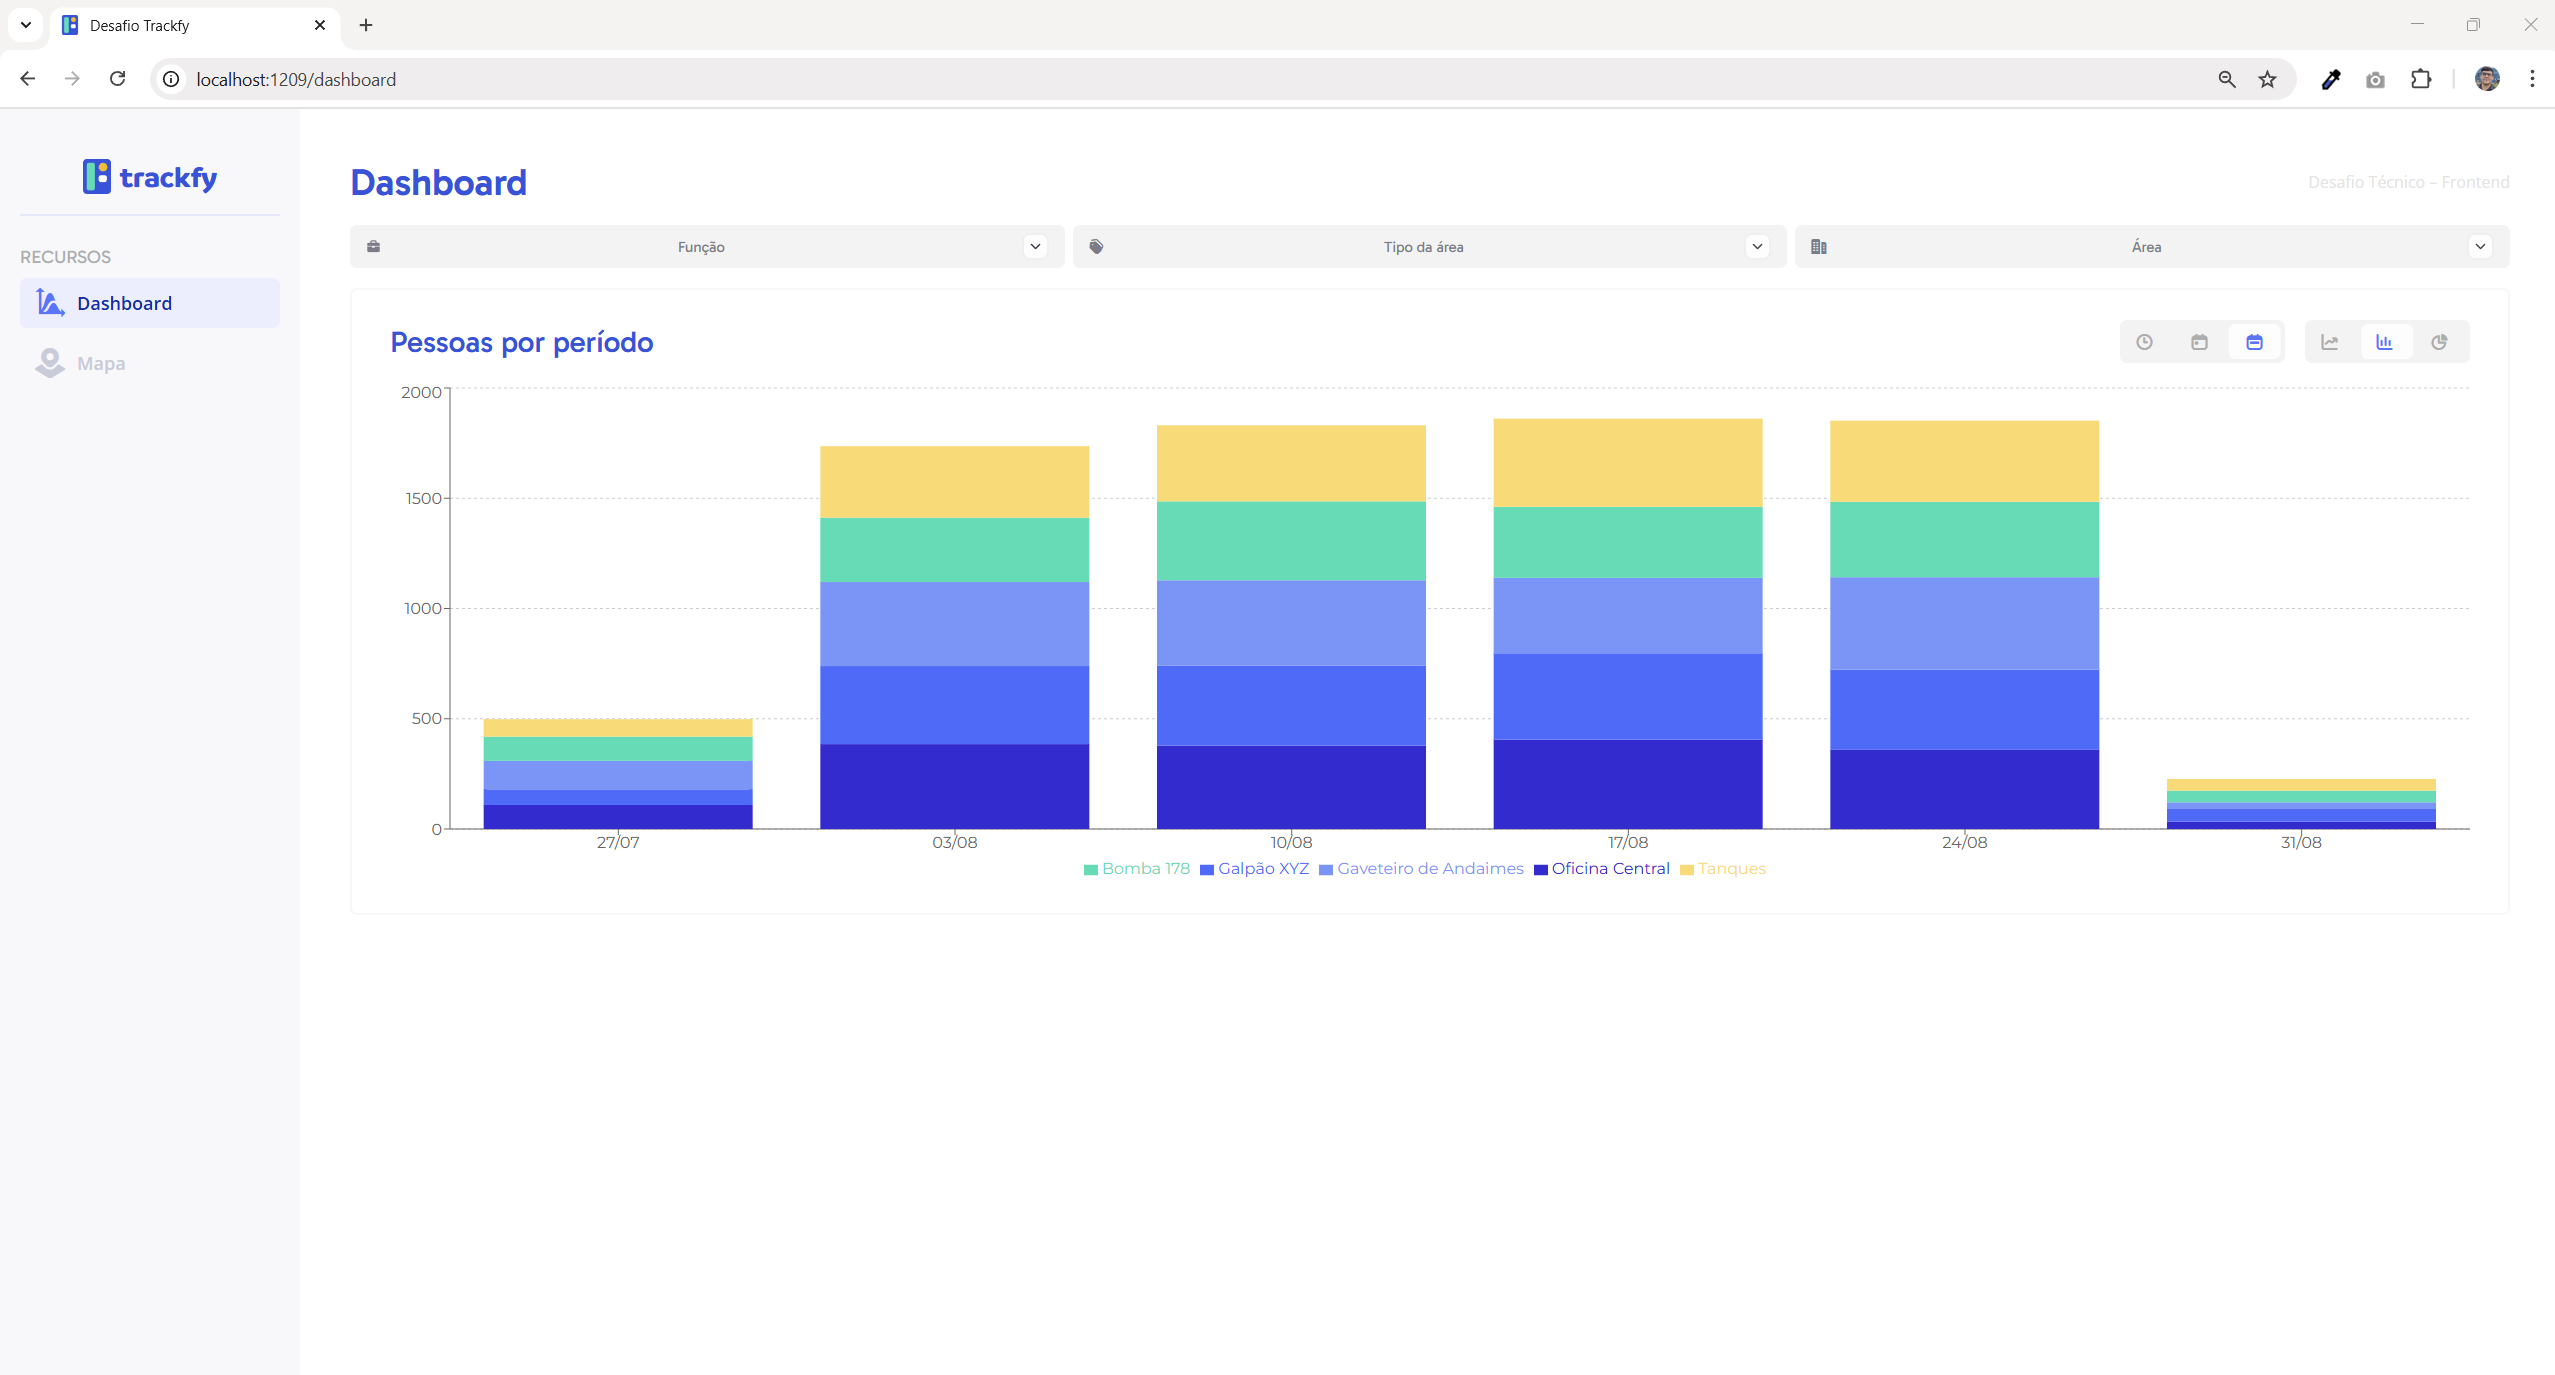 Desafio Trackfy
localhost:1209/dashboard
trackfy
RECURSOS
Dashboard
Mapa
Dashboard
Desafio Técnico – Frontend
Função
Tipo da área
Área
Pessoas por período
2000
1500
1000
500
0
27/07 03/08 10/08 17/08 24/08 31/08
Bomba 178 Galpão XYZ Gaveteiro de Andaimes Oficina Central Tanques